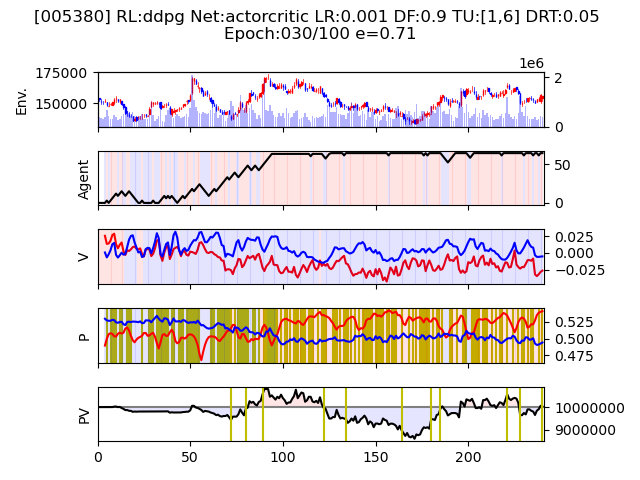 [005380] RL:ddpg Net:actorcritic LR:0.001 DF:0.9 TU:[1,6] DRT:0.05
Epoch:030/100 e=0.71
1e6
175000
150000
2
0
Env.
50
0
Agent
0.025
0.000
−0.025
V
0.525
0.500
0.475
P
10000000
9000000
PV
0 50 100 150 200